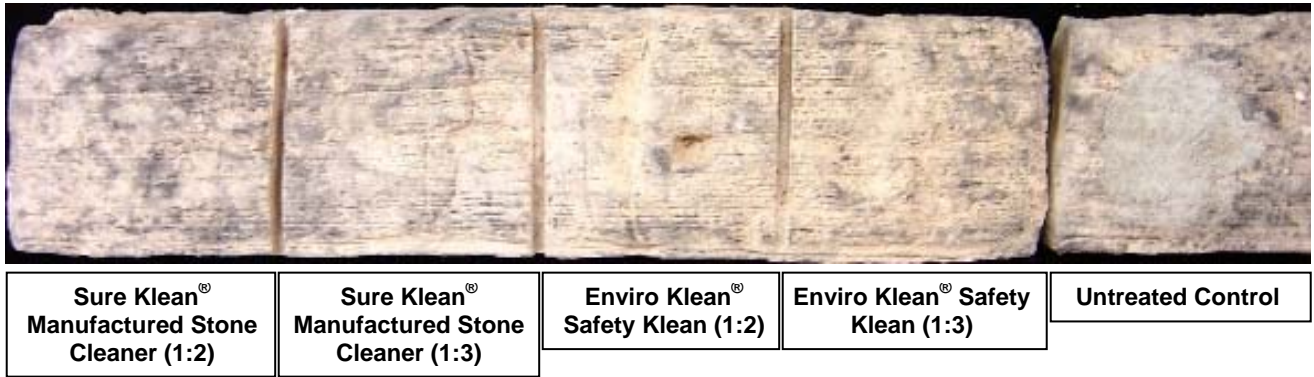 Sure Klean®
Manufactured Stone
Cleaner (1:2)
Sure Klean®
Manufactured Stone
Cleaner (1:3)
Enviro Klean®
Safety Klean (1:2)
Enviro Klean® Safety
Klean (1:3)
Untreated Control